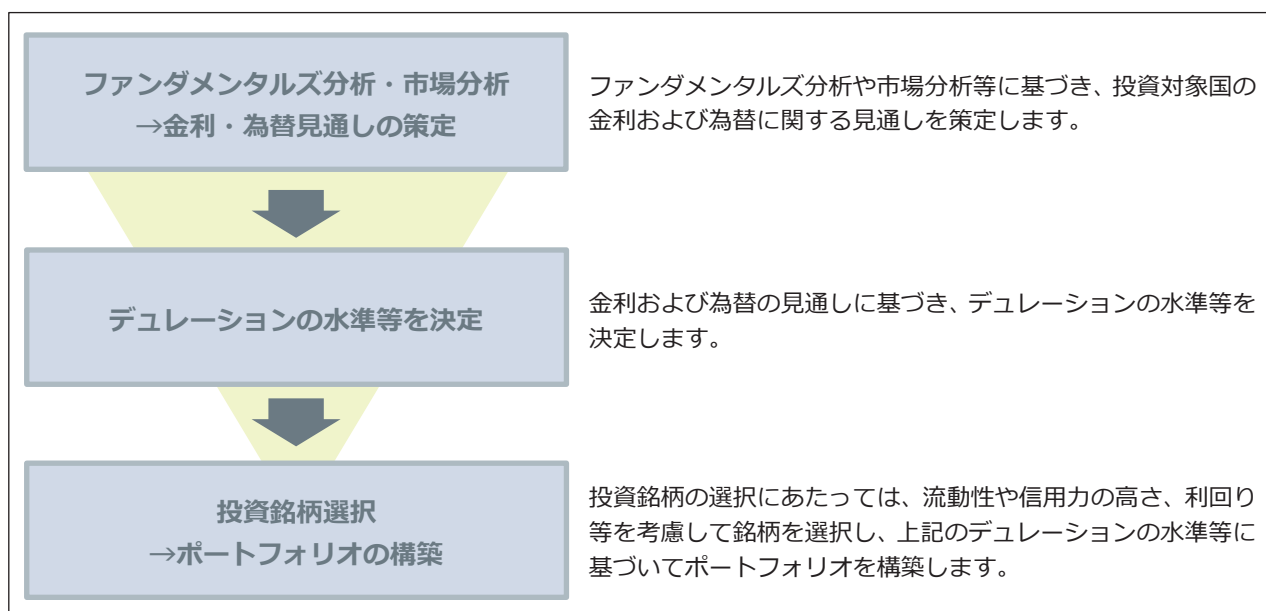 ファンダメンタルズ分析・市場分析
→金利・為替見通しの策定
ファンダメンタルズ分析や市場分析等に基づき、投資対象国の
金利および為替に関する見通しを策定します。
デュレーションの水準等を決定
金利および為替の見通しに基づき、デュレーションの水準等を
決定します。
投資銘柄選択
→ポートフォリオの構築
投資銘柄の選択にあたっては、流動性や信用力の高さ、利回り
等を考慮して銘柄を選択し、上記のデュレーションの水準等に
基づいてポートフォリオを構築します。